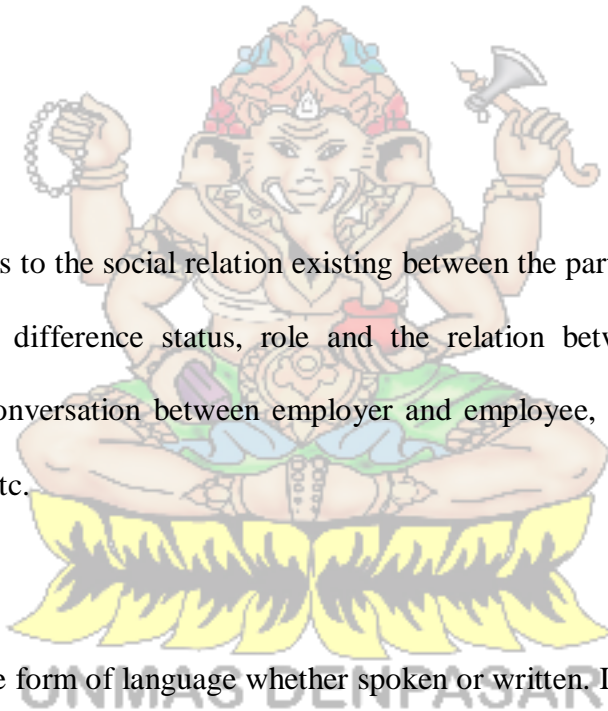 s to the social relation existing between the par
difference status, role and the relation betw
onversation between employer and employee,
tc.
e form of language whether spoken or written. I
UNMAS DENPASAR